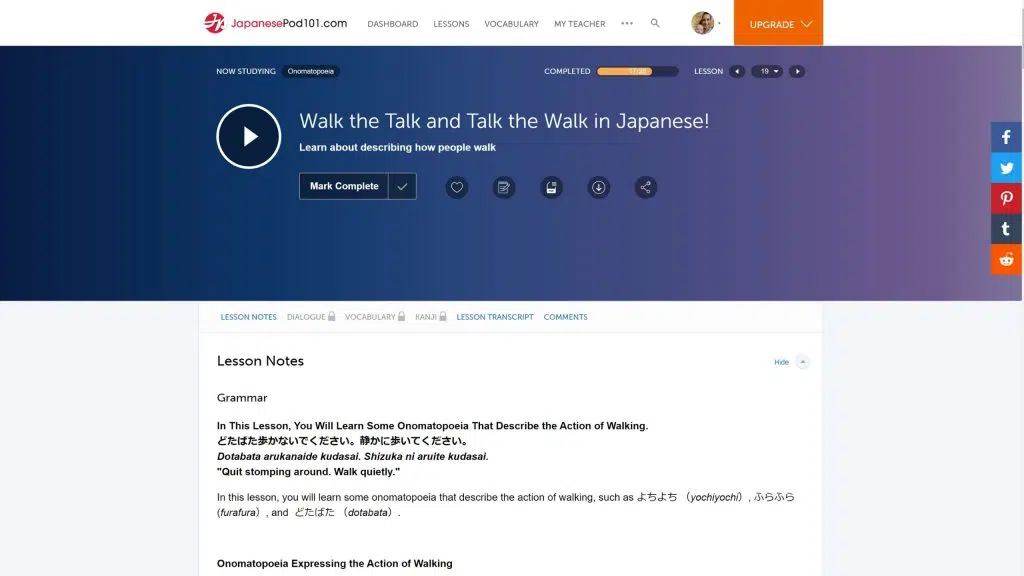 JapanesePod101.com DASHBOARD LESSONS VOCABULARY MY TEACHER UPGRADE
NOW STUDYING Onomatopoeia COMPLETED LESSON 19
Walk the Talk and Talk the Walk in Japanese!
Learn about describing how people walk
Mark Complete
LESSON NOTES DIALOGUE VOCABULARY KANJI LESSON TRANSCRIPT COMMENTS
Lesson Notes Hide
Grammar
In This Lesson, You Will Learn Some Onomatopoeia That Describe the Action of Walking.
どたばた歩かないでください。静かに歩いてください。
Dotabata arukanaide kudasai. Shizuka ni aruite kudasai.
"Quit stomping around. Walk quietly."
In this lesson, you will learn some onomatopoeia that describe the action of walking, such as よちよち （yochiyochi）, ふらふら
(furafura）, and どたばた （dotabata）.
Onomatopoeia Expressing the Action of Walking